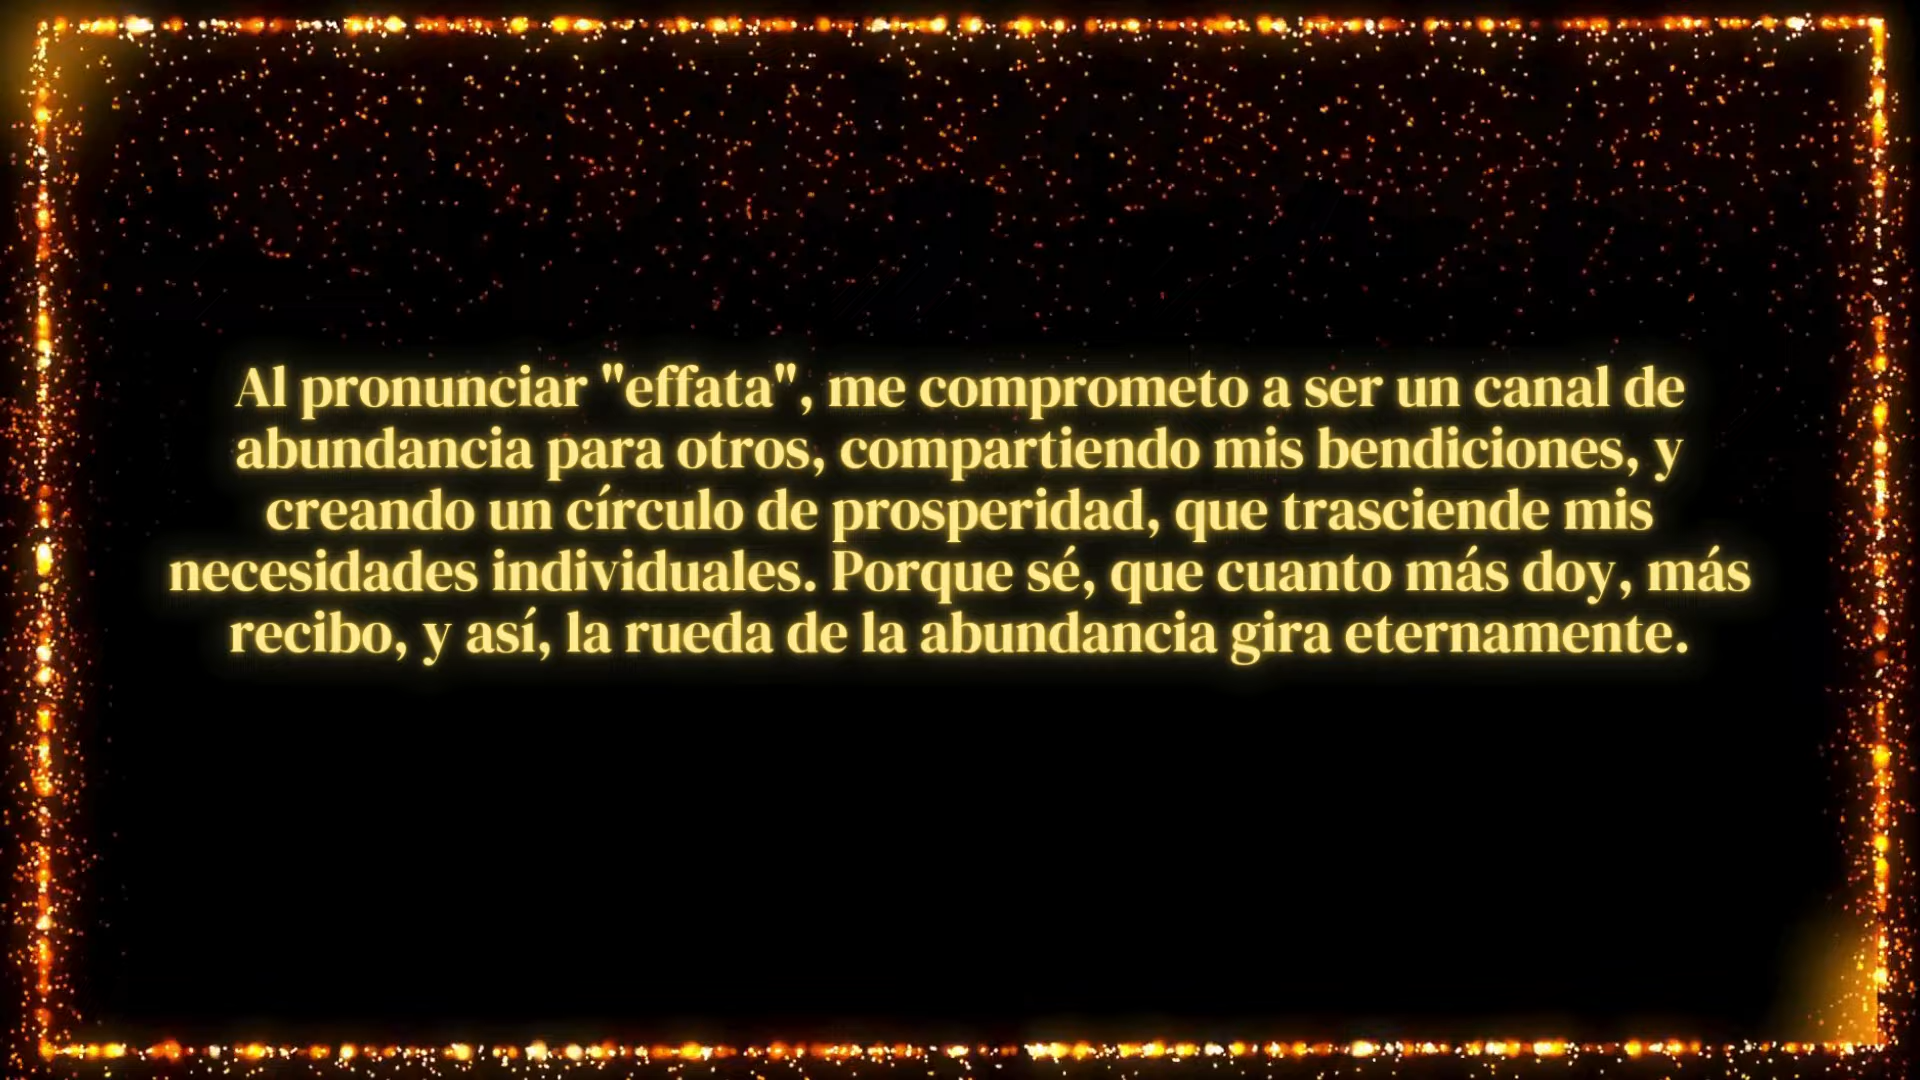 Al pronunciar "effata", me comprometo a ser un canal de
abundancia para otros, compartiendo mis bendiciones, y
creando un círculo de prosperidad, que trasciende mis
necesidades individuales. Porque sé, que cuanto más doy, más
recibo, y así, la rueda de la abundancia gira eternamente.